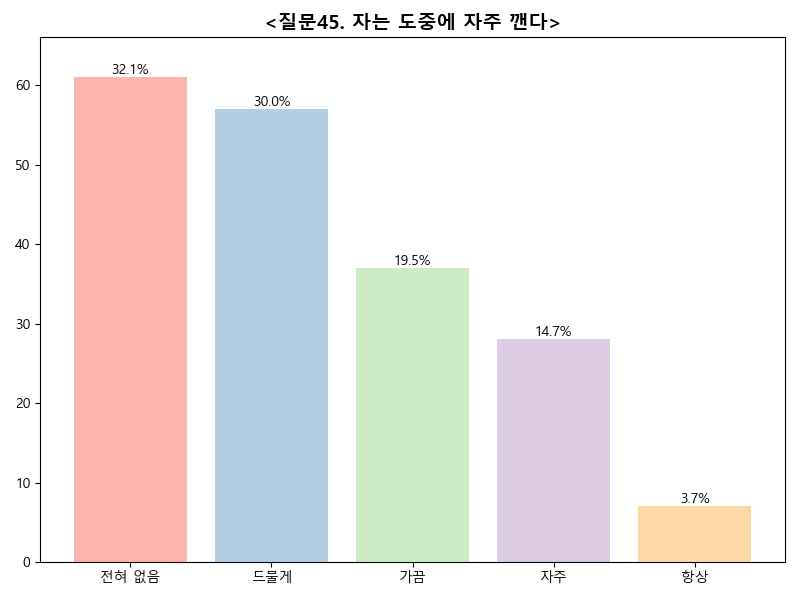 <질문45. 자는 도중에 자주 깬다>
60
50
40
30
20
10
0
32.1%
30.0%
19.5%
14.7%
3.7%
전혀 없음
드물게
가끔
자주
항상